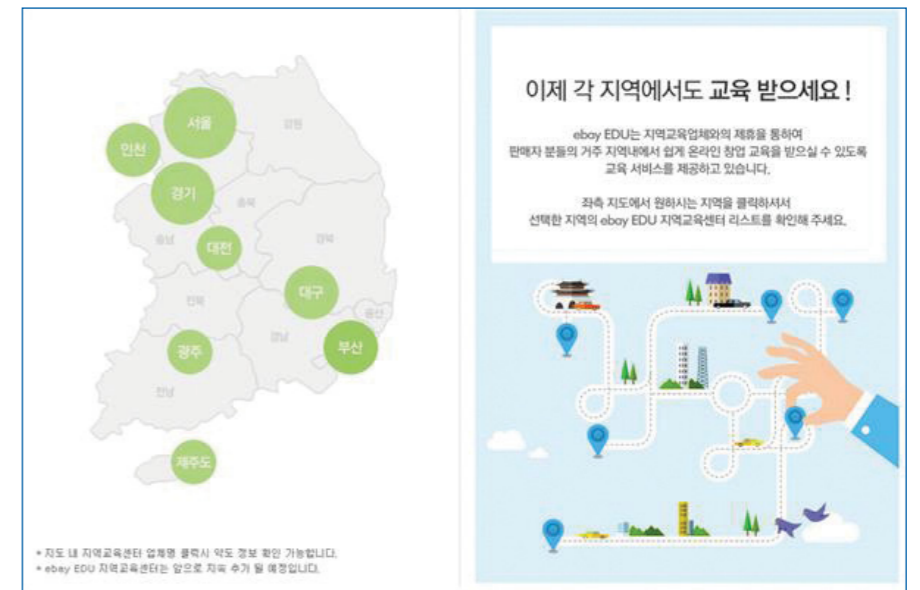 서울
강원
인천
경기
충북
충남
대전
경북
대구
전북
울산
경남
부산
광주
전남
제주도
* 지도 내 지역교육센터 업체명 클릭시 약도 정보 확인 가능합니다.
* ebay EDU 지역교육센터는 앞으로 지속 추가 될 예정입니다.
이제 각 지역에서도 교육 받으세요 !
ebay EDU는 지역교육업체와의 제휴를 통하여
판매자 분들의 거주 지역내에서 쉽게 온라인 창업 교육을 받으실 수 있도록
교육 서비스를 제공하고 있습니다.
좌측 지도에서 원하시는 지역을 클릭하셔서
선택한 지역의 ebay EDU 지역교육센터 리스트를 확인해 주세요.